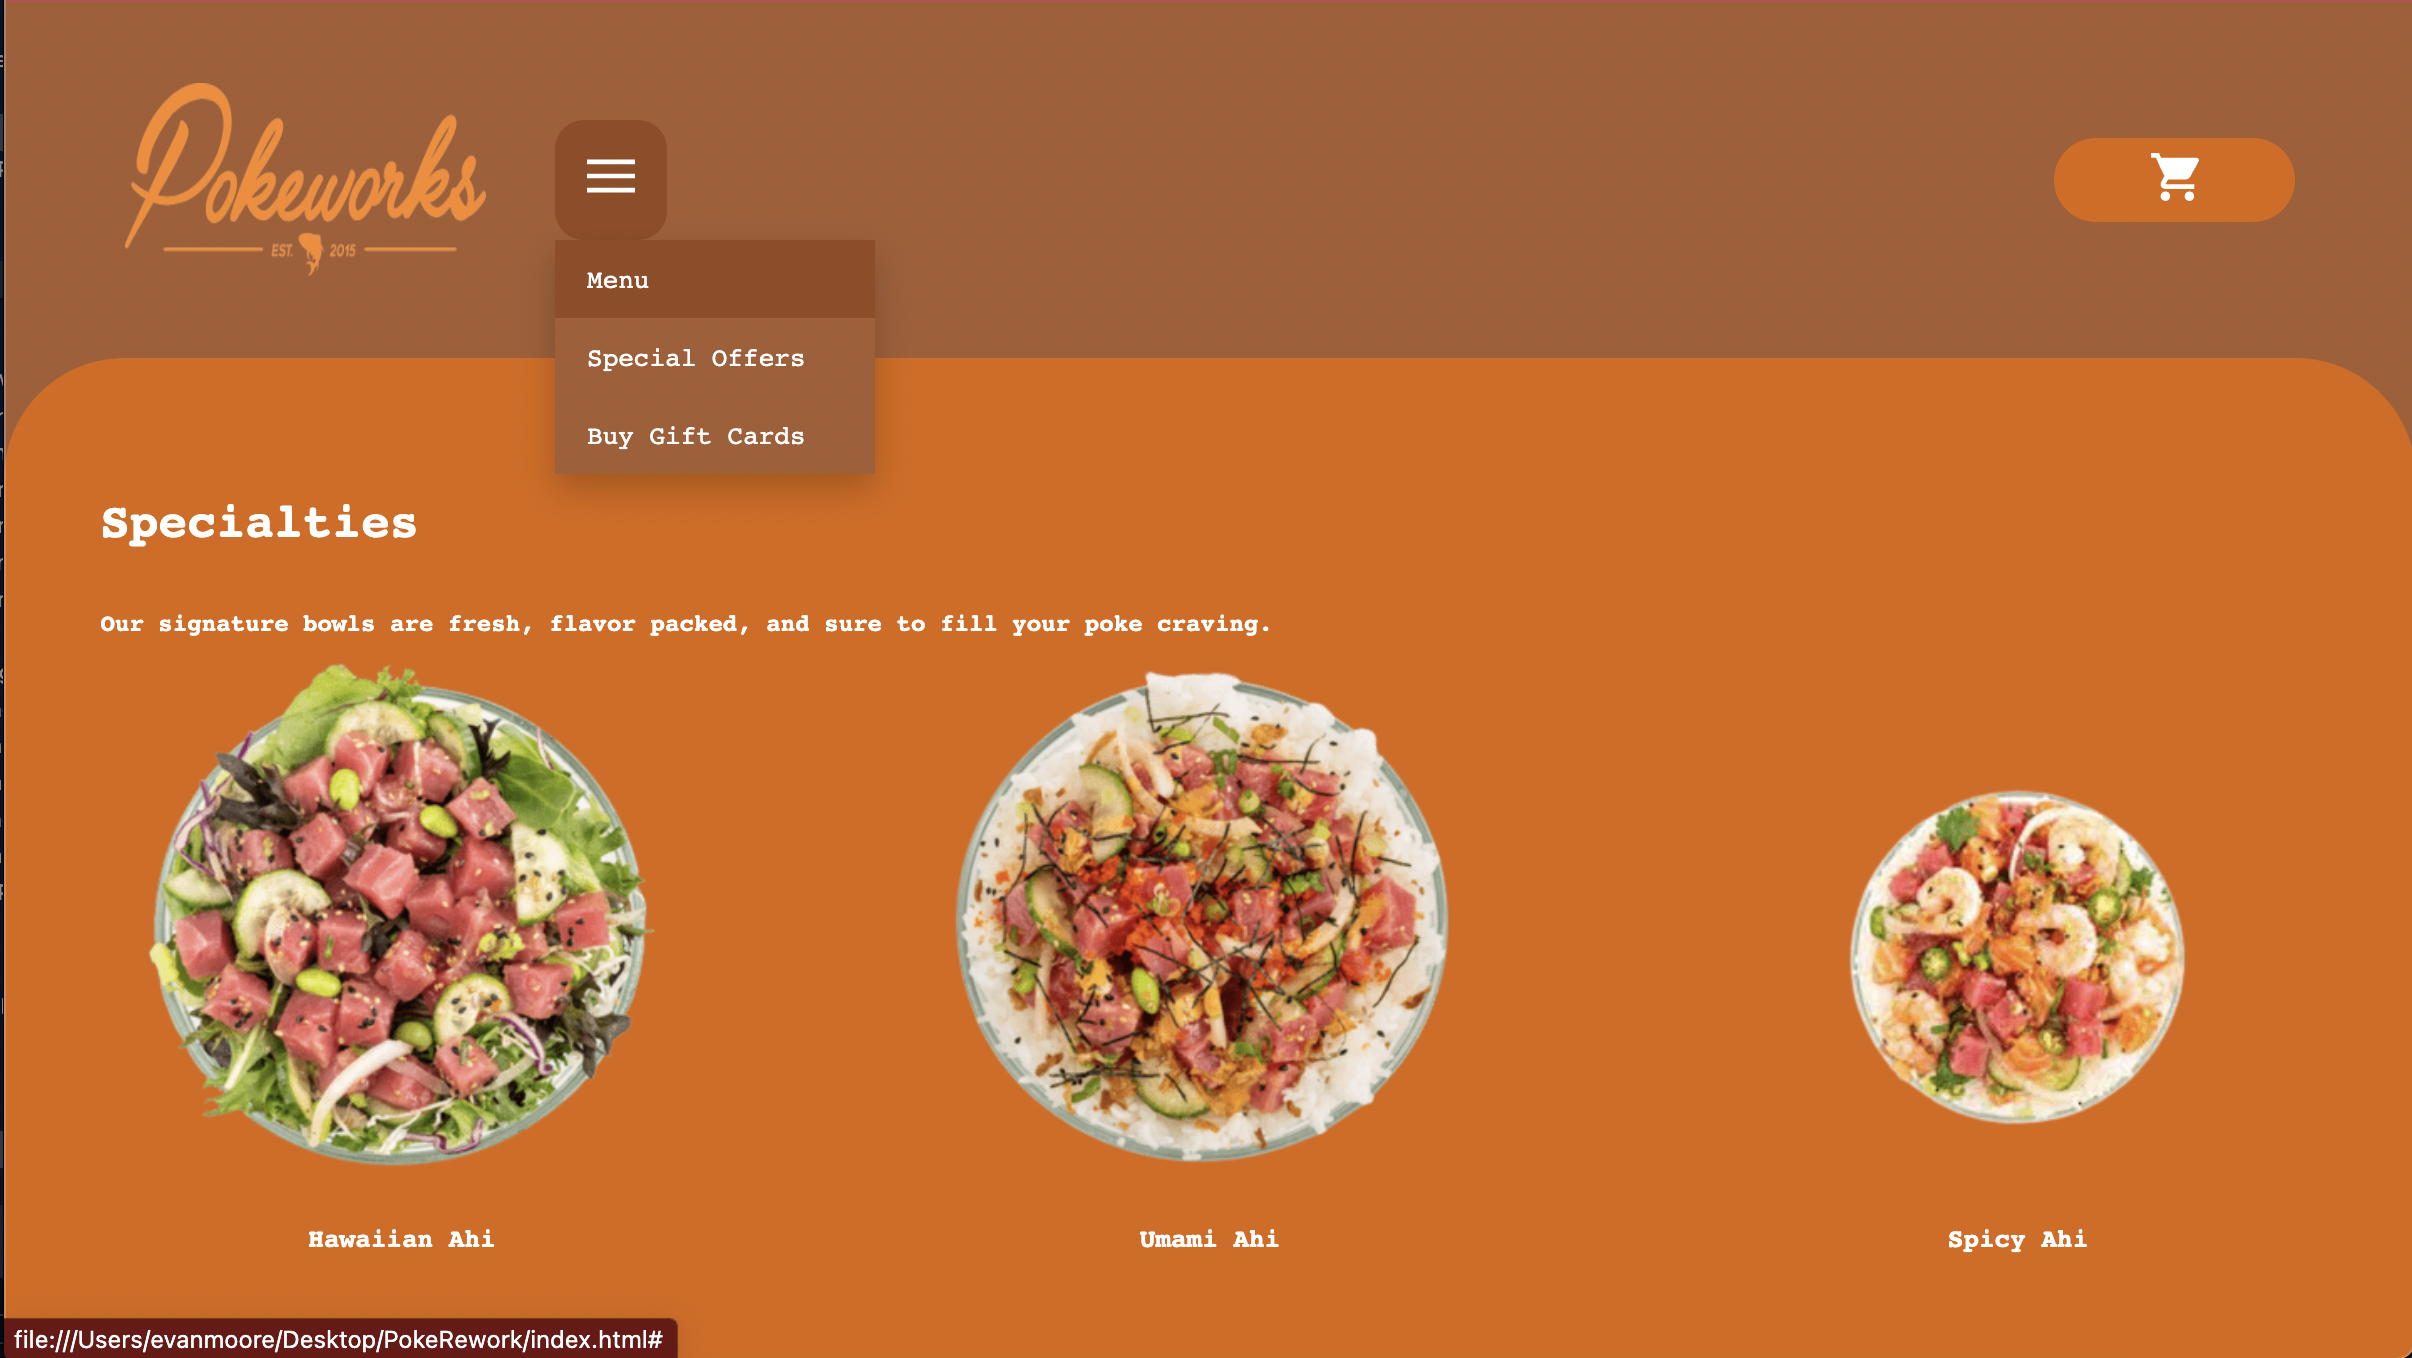 Pokeworks
EST. 2015
Menu
Special Offers
Buy Gift Cards
Specialties
Our signature bowls are fresh, flavor packed, and sure to fill your poke craving.
Hawaiian Ahi
Umami Ahi
Spicy Ahi
file:///Users/evanmoore/Desktop/PokeRework/index.html#